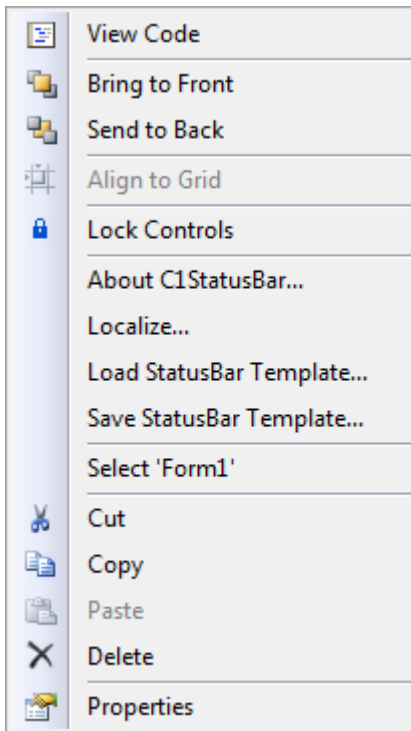 View Code
Bring to Front
Send to Back
Align to Grid
Lock Controls
About C1StatusBar...
Localize...
Load StatusBar Template...
Save StatusBar Template...
Select 'Form1'
Cut
Copy
Paste
Delete
Properties